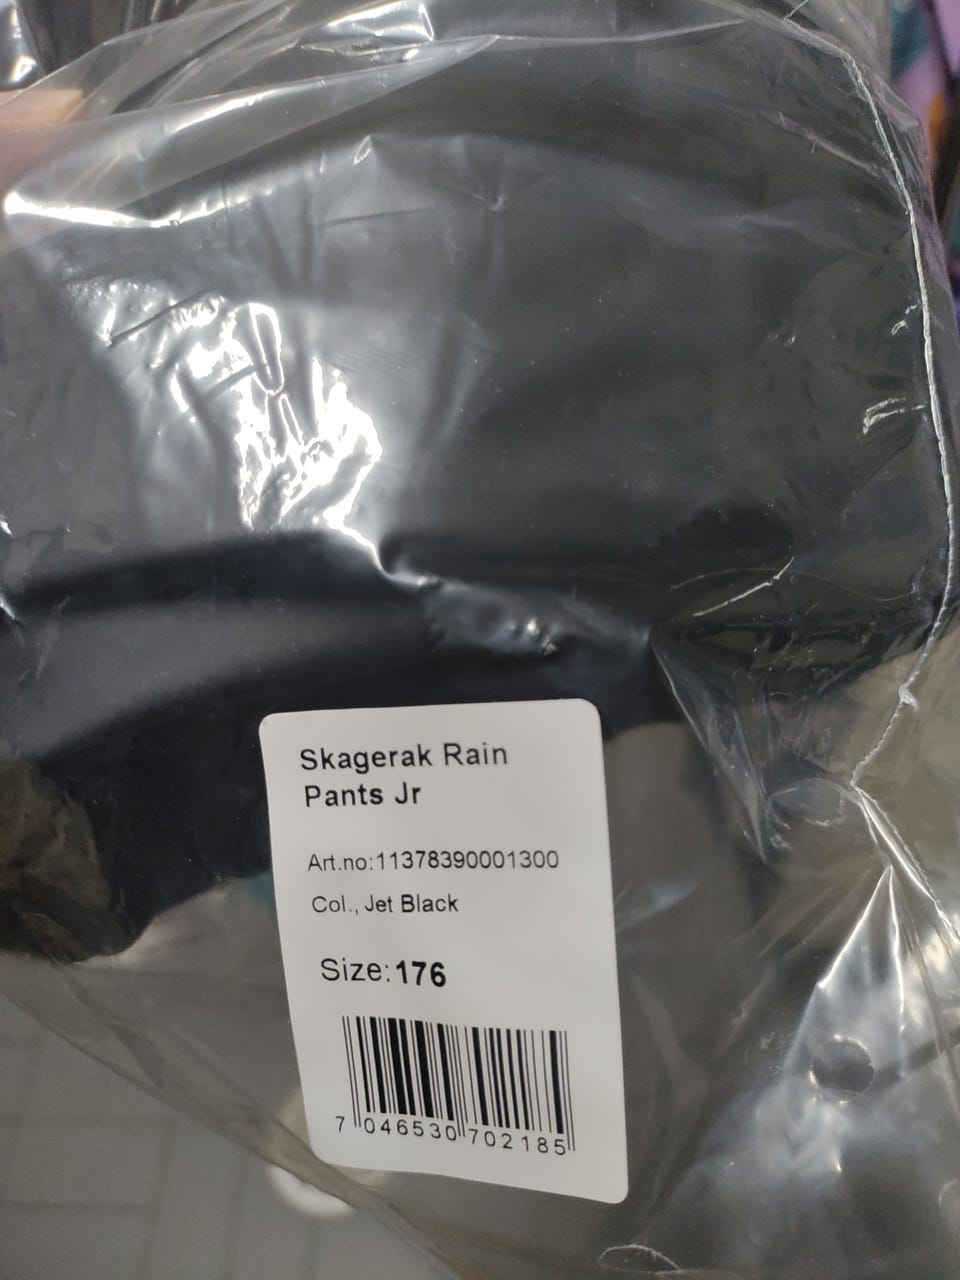 Skagerak Rain
Pants Jr
Art.no:11378390001300
Col., Jet Black
Size:176
7 046530 702185